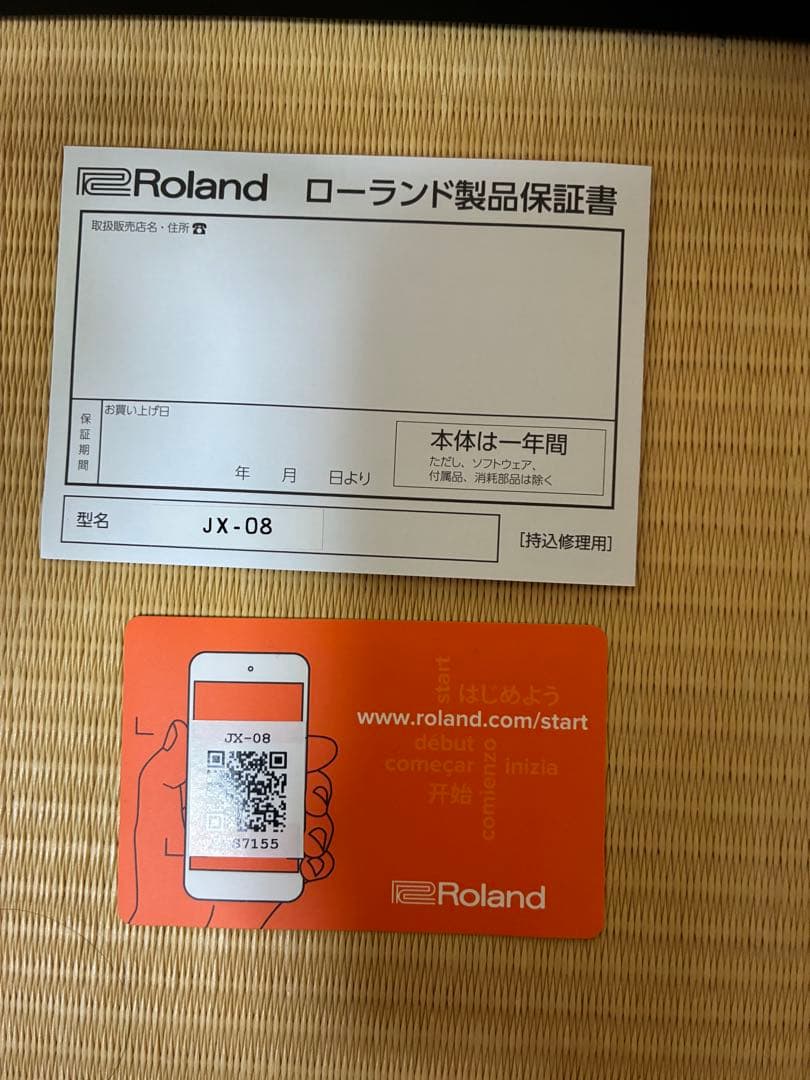 Roland ローランド製品保証書
取扱販売店名・住所☎
保証期間
お買い上げ日
年 月 日より
本体は一年間
ただし、ソフトウェア、
付属品、消耗部品は除く
型名 JX-08
[持込修理用]
JX-08
87155
start
はじめよう
www.roland.com/start
début
começar
inizia
comienzo
开始
Roland